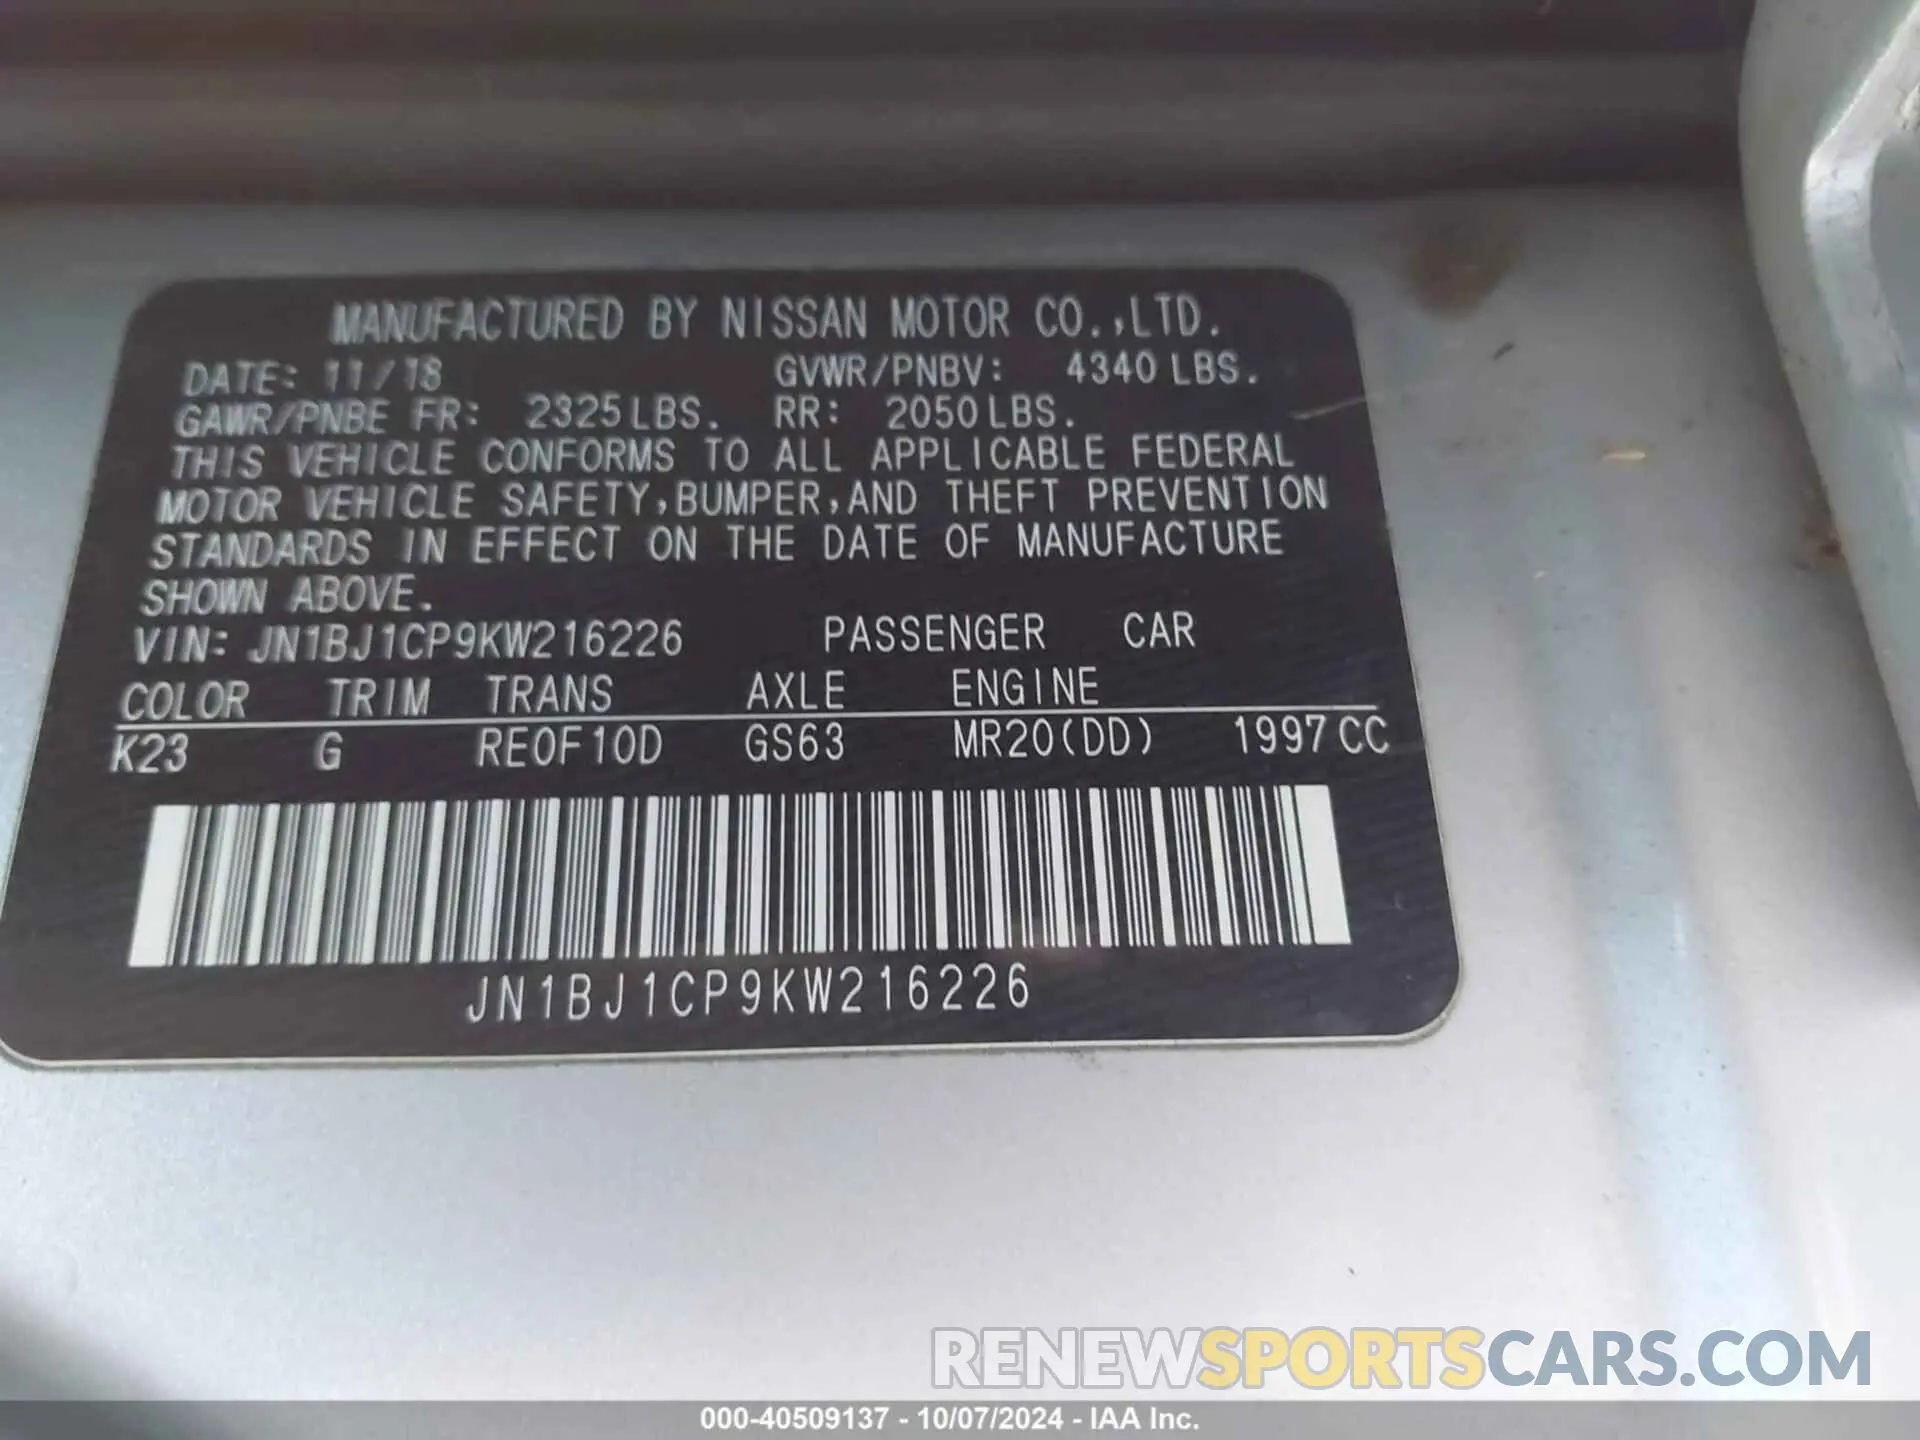 MANUFACTURED BY NISSAN MOTOR CO.,LTD.
DATE: 11/18 GVWR/PNBV: 4340 LBS.
GAWR/PNBE FR: 2325 LBS. RR: 2050 LBS.
THIS VEHICLE CONFORMS TO ALL APPLICABLE FEDERAL
MOTOR VEHICLE SAFETY,BUMPER,AND THEFT PREVENTION
STANDARDS IN EFFECT ON THE DATE OF MANUFACTURE
SHOWN ABOVE.
VIN: JN1BJ1CP9KW216226 PASSENGER CAR
COLOR TRIM TRANS AXLE ENGINE
K23 G RE0F10D GS63 MR20(DD) 1997 CC
JN1BJ1CP9KW216226
RENEWSPORTSCARS.COM
000-40509137 - 10/07/2024 - IAA Inc.